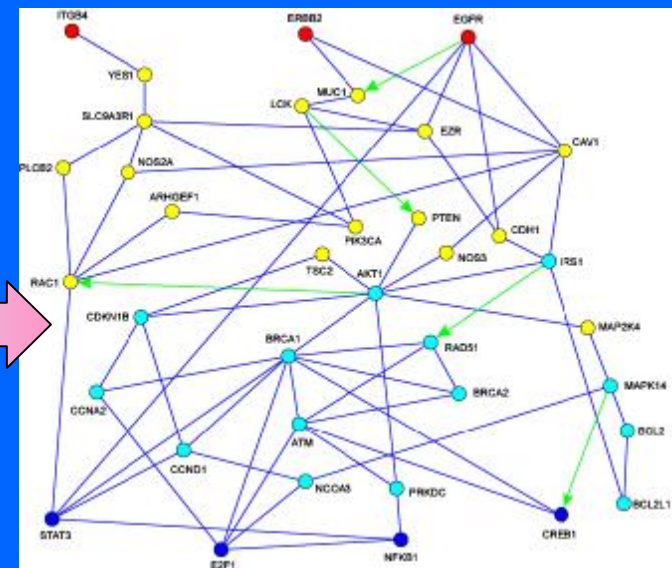 ITGB4
ERBB2
EGFR
YES1
MUC1
LCK
SLC9A3R1
EZR
CAV1
PLCB2
NOS2A
ARHGEF1
PTEN
PIK3CA
CDH1
TSC2
NOS3
IRS1
RAC1
AKT1
CDKN1B
MAP2K4
BRCA1
RAD51
MAPK14
CCNA2
BRCA2
BCL2
ATM
CCND1
NCOA3
PRKDC
BCL2L1
STAT3
CREB1
E2F1
NFKB1